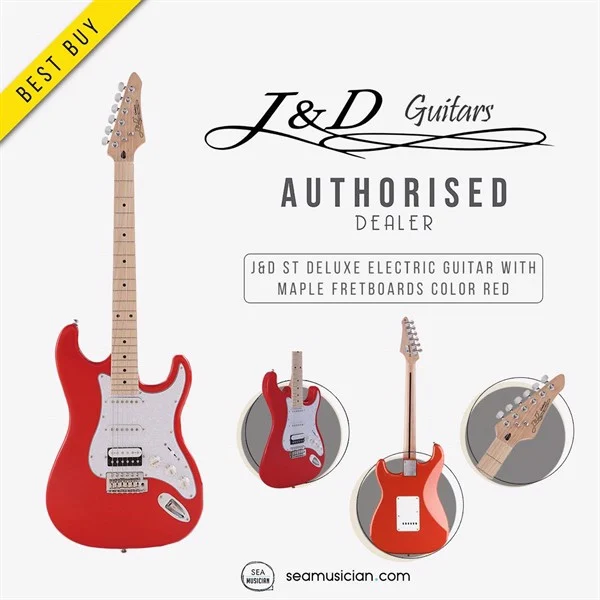 BEST BUY
J&D Guitars
AUTHORISED
DEALER
J&D ST DELUXE ELECTRIC GUITAR WITH
MAPLE FRETBOARDS COLOR RED
SEA
MUSICIAN
seamusician.com